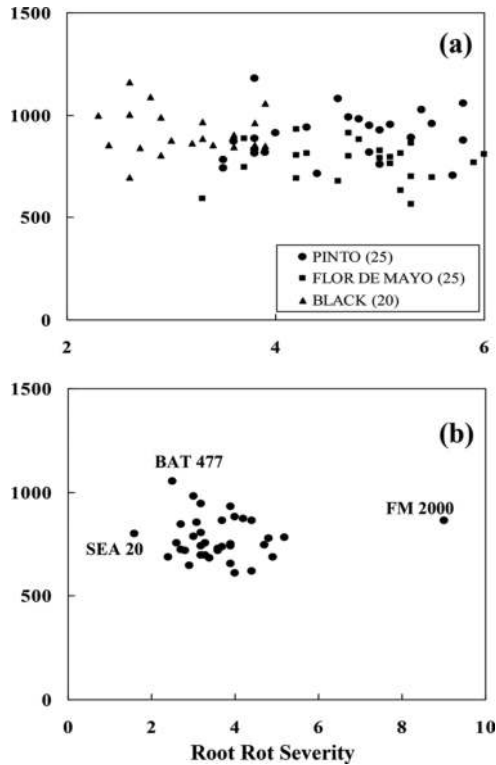 1500
(a)
1000
500
PINTO (25)
FLOR DE MAYO (25)
BLACK (20)
0
2 4 6
1500
(b)
BAT 477
1000
FM 2000
SEA 20
500
0
0 2 4 6 8 10
Root Rot Severity